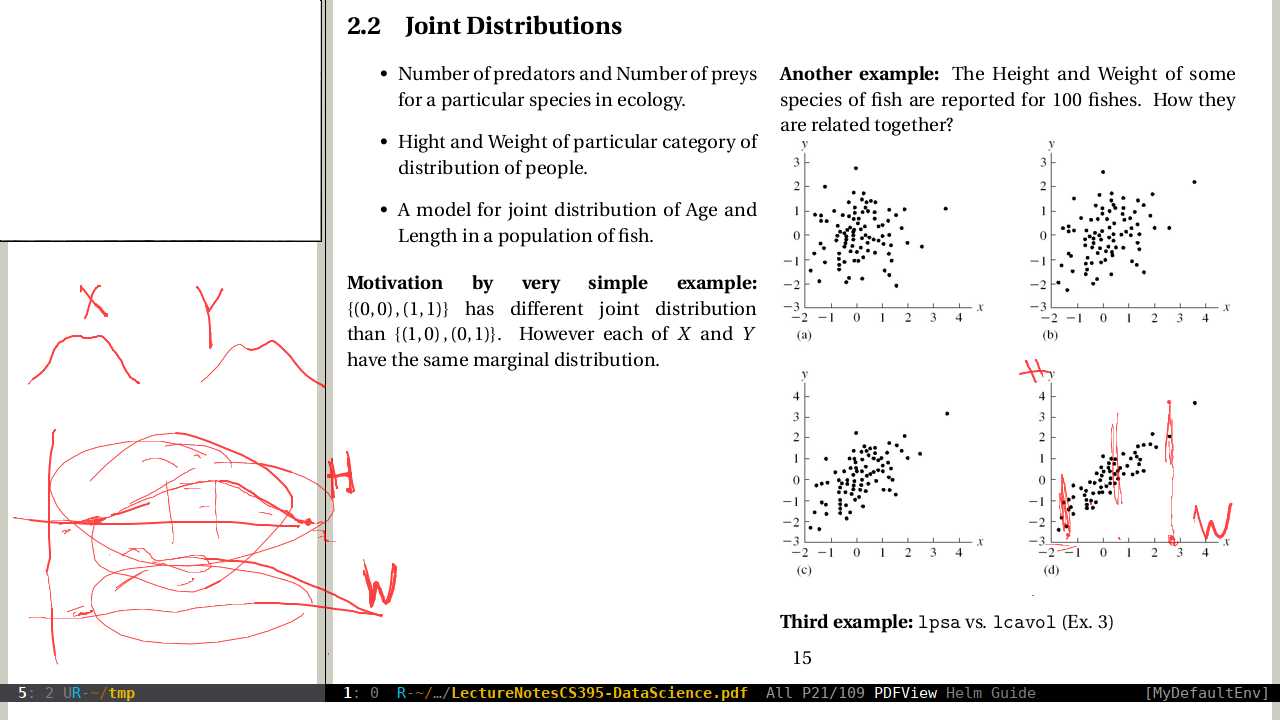 2.2 Joint Distributions
• Number of predators and Number of preys
for a particular species in ecology.
• Hight and Weight of particular category of
distribution of people.
• A model for joint distribution of Age and
Length in a population of fish.
Motivation by very simple example:
{(0,0),(1,1)} has different joint distribution
than {(1,0),(0,1)}. However each of X and Y
have the same marginal distribution.
Another example: The Height and Weight of some
species of fish are reported for 100 fishes. How they
are related together?
y
3
2
1
0
−1
−2
−3
−2 −1 0 1 2 3 4 x
(a)
y
3
2
1
0
−1
−2
−3
−2 −1 0 1 2 3 4 x
(b)
y
4
3
2
1
0
−1
−2
−3
−2 −1 0 1 2 3 4 x
(c)
H
y
4
3
2
1
0
−1
−2
−3
−2 −1 0 1 2 3 4 x
W
(d)
Third example: lpsa vs. lcavol (Ex. 3)
15
X Y
H
W
5: 2 UR-~/tmp
1: 0 R-~/…/LectureNotesCS395-DataScience.pdf All P21/109 PDFView Helm Guide [MyDefaultEnv]